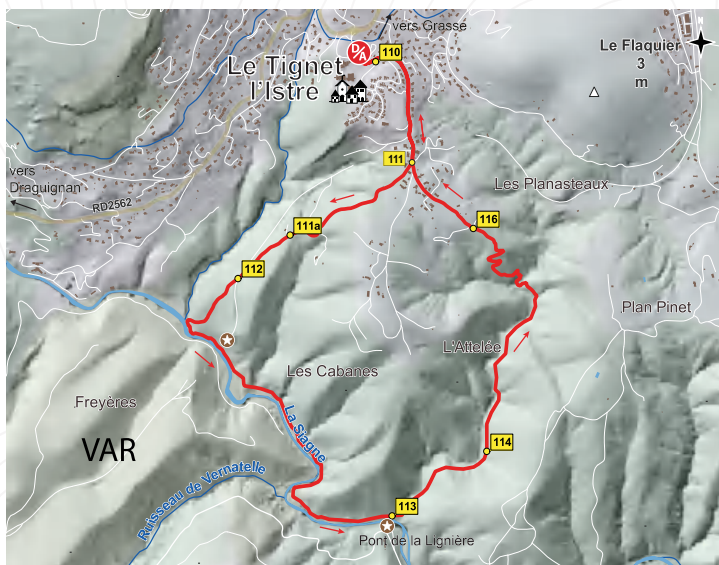 vers Grasse
D/A
110
Le Tignet
l'Istre
Le Flaquier
3
m
N
111
vers
Draguignan
RD2562
Les Planasteaux
116
111a
112
Plan Pinet
L'Attelée
Les Cabanes
Freyères
La Siagne
VAR
114
Ruisseau de Vernatelle
113
Pont de la Lignière